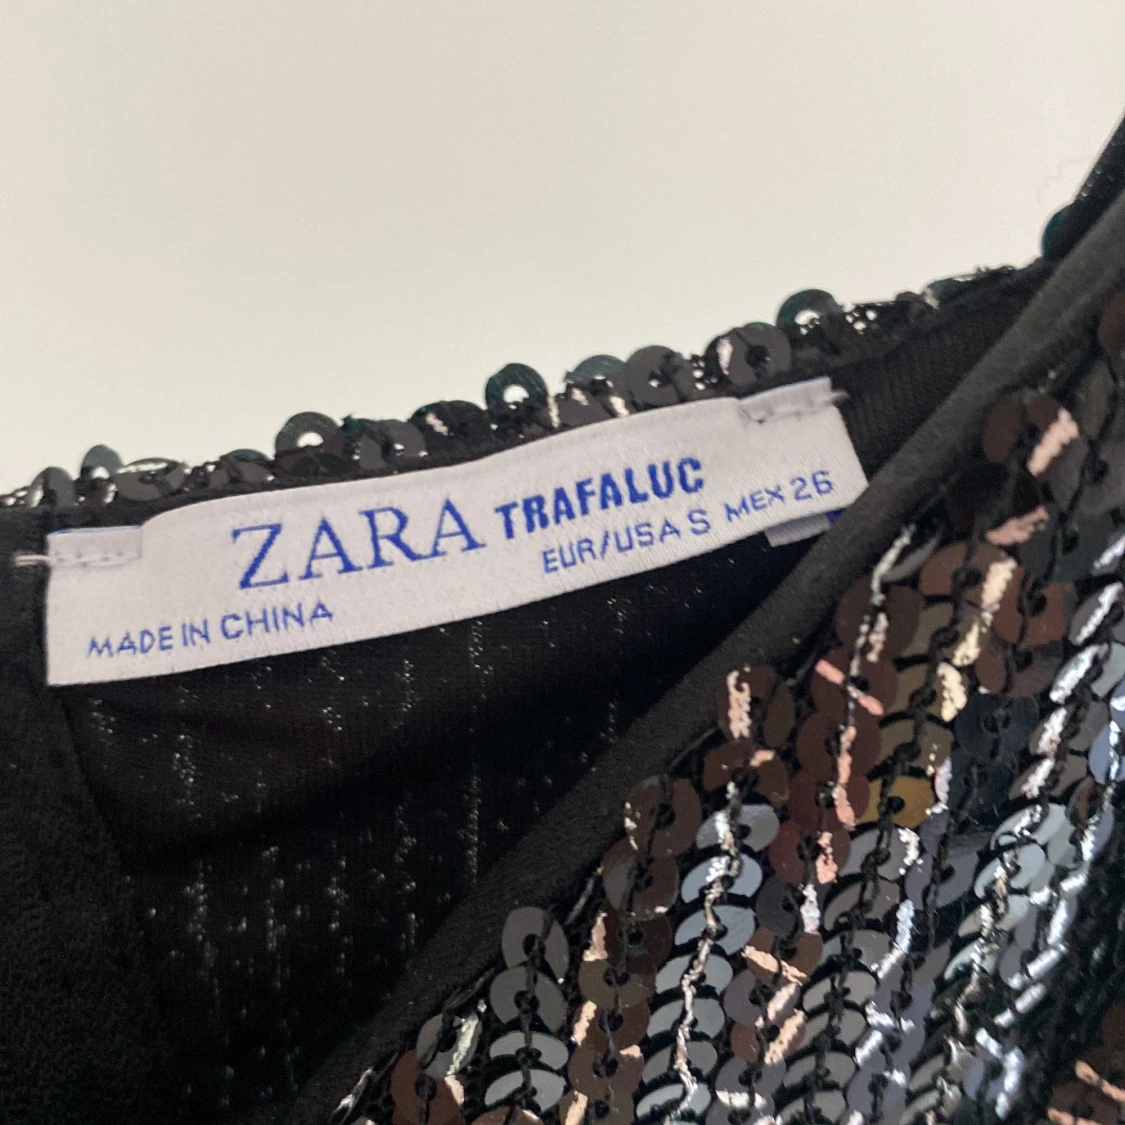 ZARA TRAFALUC
EUR/USA S MEX 26
MADE IN CHINA